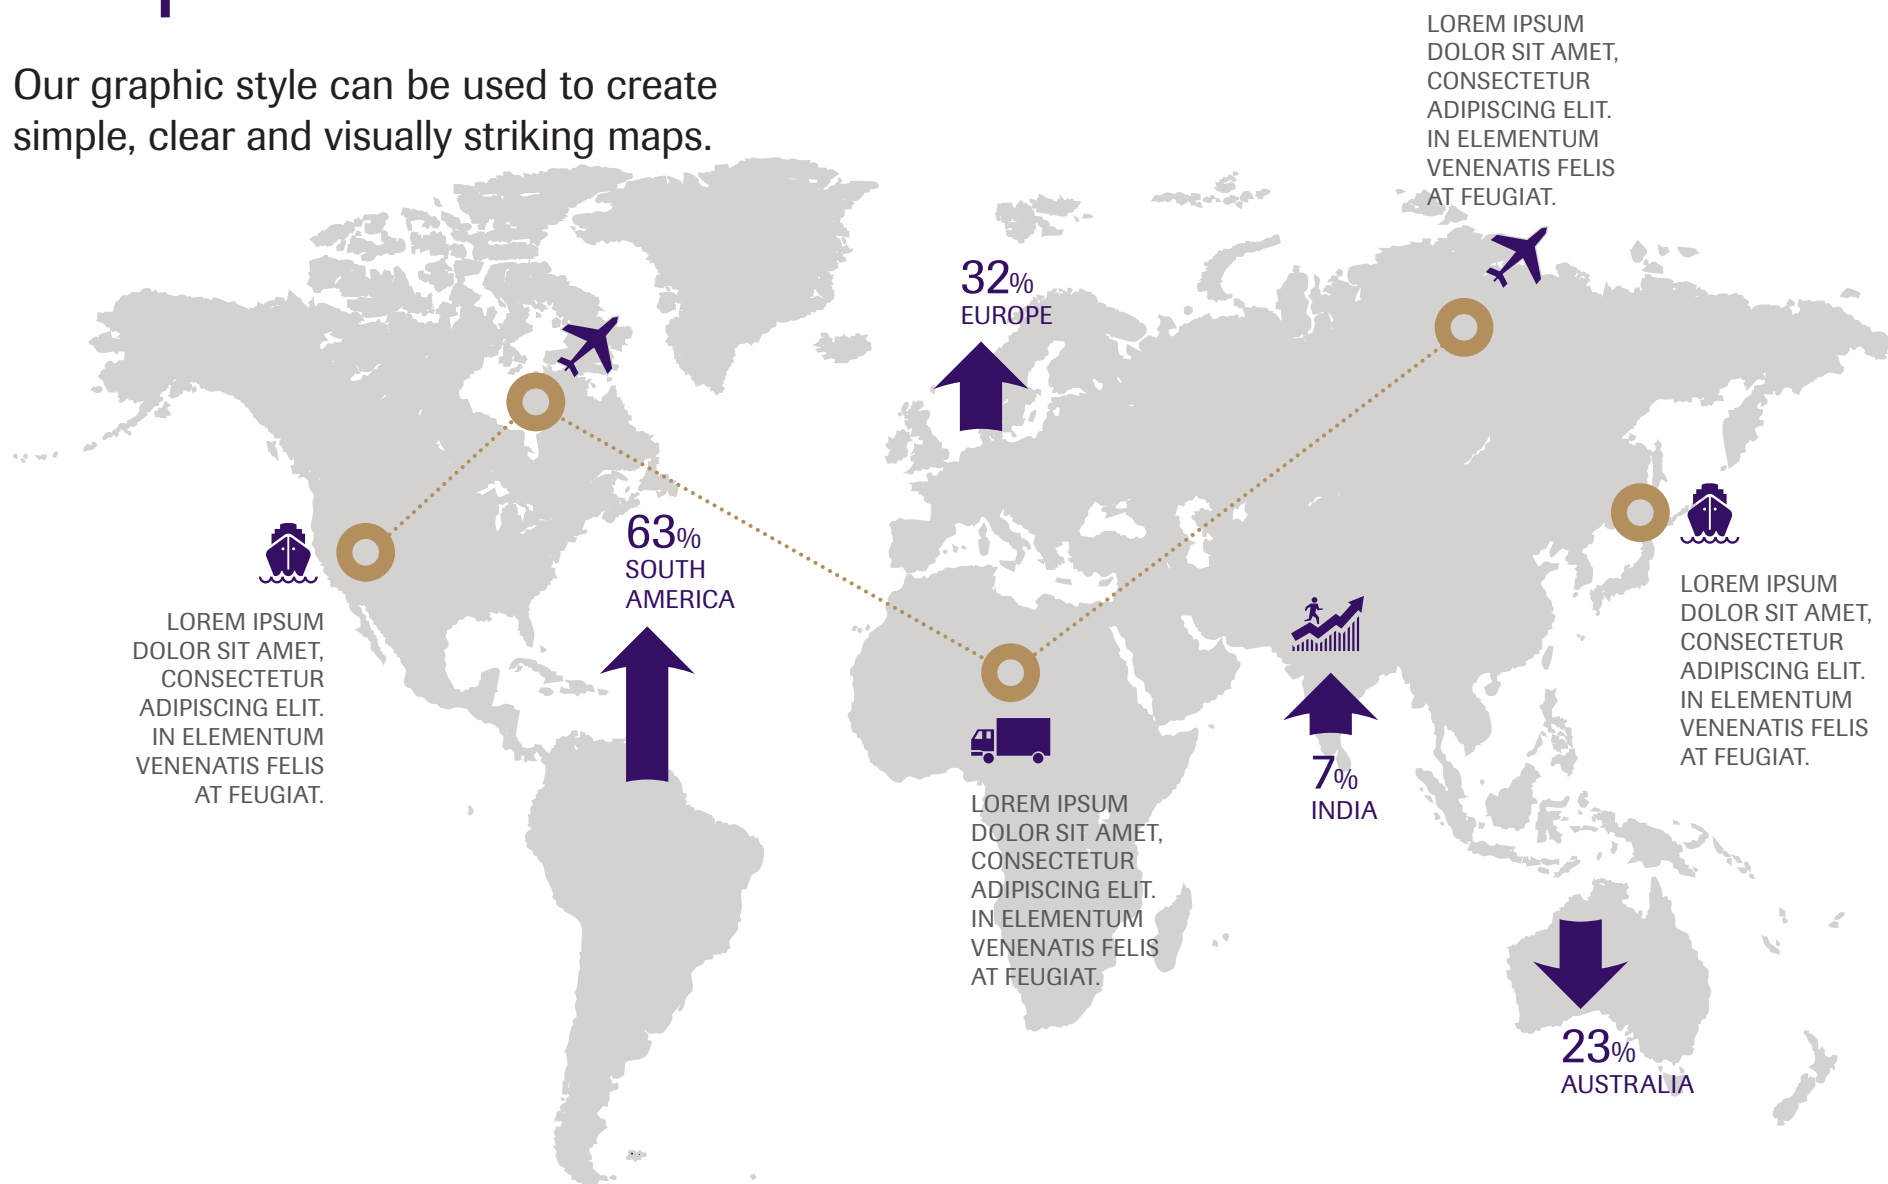 Our graphic style can be used to create
simple, clear and visually striking maps.
LOREM IPSUM
DOLOR SIT AMET,
CONSECTETUR
ADIPISCING ELIT.
IN ELEMENTUM
VENENATIS FELIS
AT FEUGIAT.
32%
EUROPE
63%
SOUTH
AMERICA
LOREM IPSUM
DOLOR SIT AMET,
CONSECTETUR
ADIPISCING ELIT.
IN ELEMENTUM
VENENATIS FELIS
AT FEUGIAT.
LOREM IPSUM
DOLOR SIT AMET,
CONSECTETUR
ADIPISCING ELIT.
IN ELEMENTUM
VENENATIS FELIS
AT FEUGIAT.
7%
INDIA
LOREM IPSUM
DOLOR SIT AMET,
CONSECTETUR
ADIPISCING ELIT.
IN ELEMENTUM
VENENATIS FELIS
AT FEUGIAT.
23%
AUSTRALIA